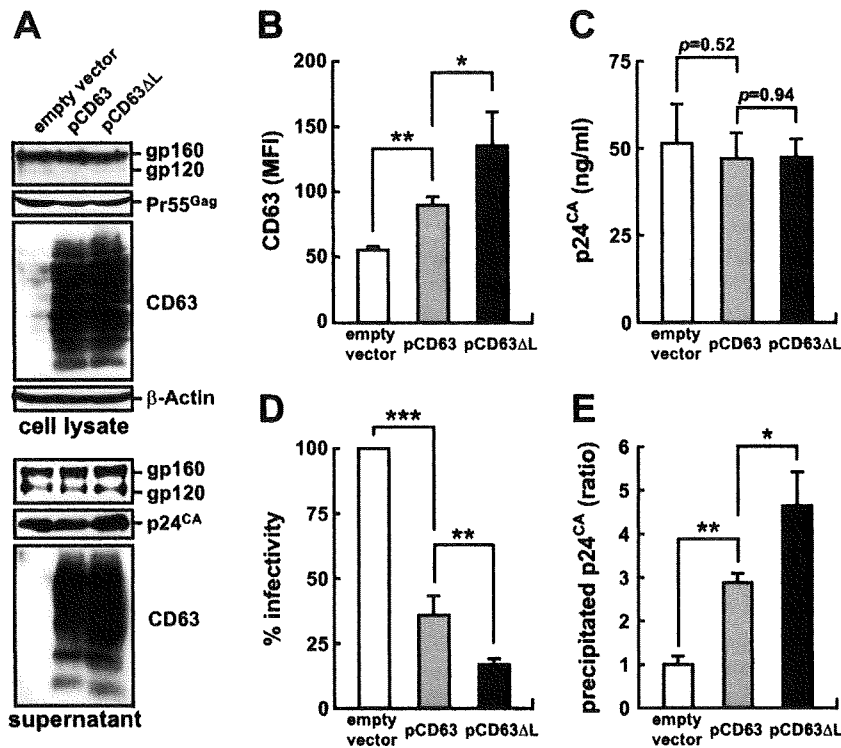 A
empty vector
pCD63
pCD63ΔL
gp160
gp120
Pr55Gag
CD63
β-Actin
cell lysate
gp160
gp120
p24CA
CD63
supernatant
B
CD63 (MFI)
200
150
100
50
0
**
*
empty vector
pCD63
pCD63ΔL
C
p24CA (ng/ml)
75
50
25
0
p=0.52
p=0.94
empty vector
pCD63
pCD63ΔL
D
% infectivity
100
75
50
25
0
***
**
empty vector
pCD63
pCD63ΔL
E
precipitated p24CA (ratio)
6
5
4
3
2
1
0
**
*
empty vector
pCD63
pCD63ΔL